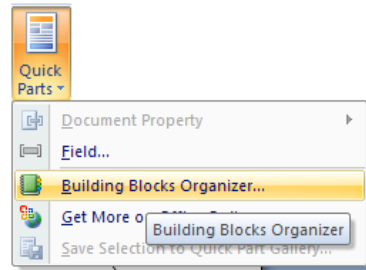 Quick
Parts
Document Property
Field...
Building Blocks Organizer...
Get More o
Building Blocks Organizer
Save Selection to Quick Part Gallery...